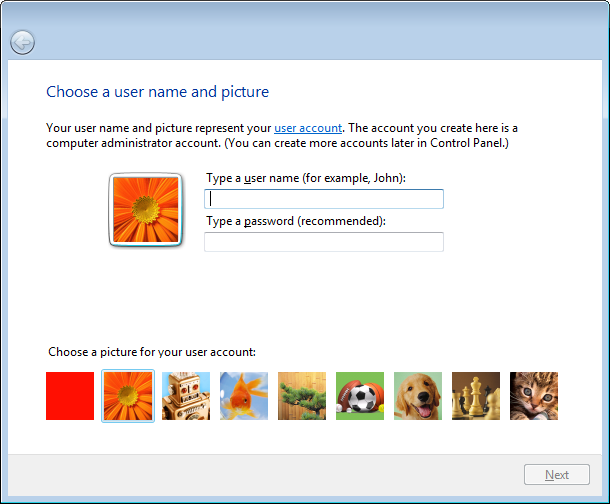 Choose a user name and picture
Your user name and picture represent your user account. The account you create here is a
computer administrator account. (You can create more accounts later in Control Panel.)
Type a user name (for example, John):
Type a password (recommended):
Choose a picture for your user account:
Next